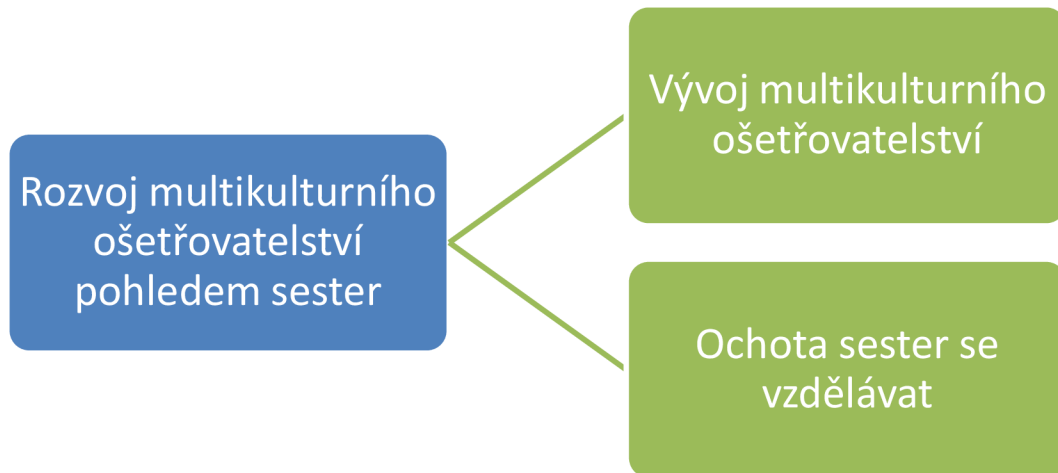 Rozvoj multikulturního
ošetřovatelství
pohledem sester
Vývoj multikulturního
ošetřovatelství
Ochota sester se
vzdělávat